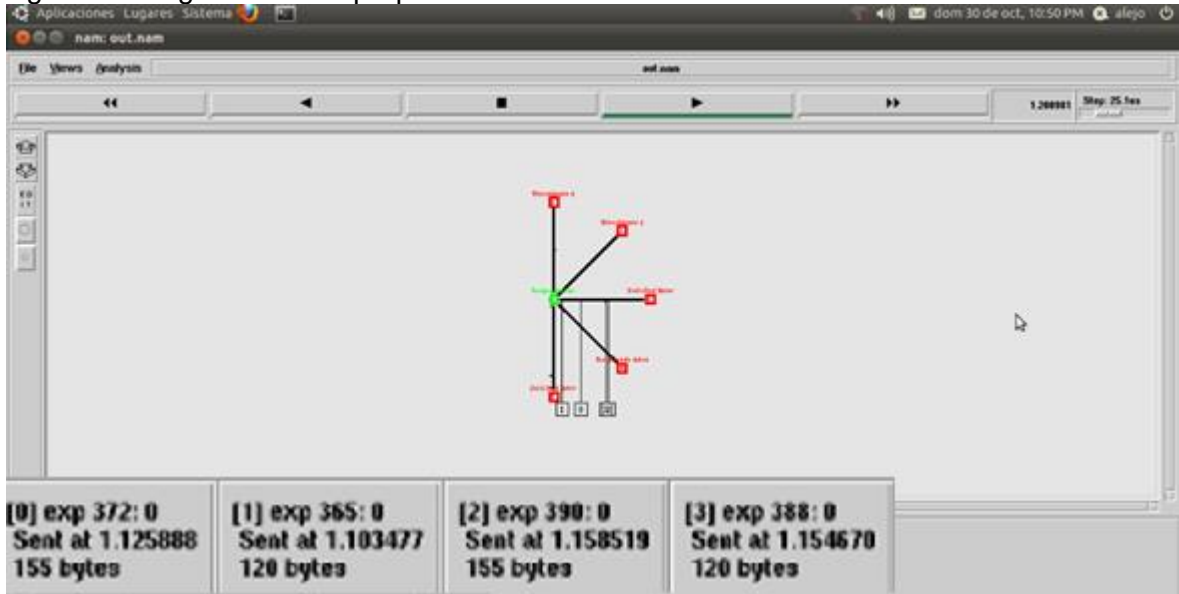 Aplicaciones Lugares Sistema
dom 30 de oct, 10:50 PM alejo
nam: out.nam
File Views Analysis
out.nam
1.200901 Step: 25.1ms
[0] exp 372: 0
Sent at 1.125888
155 bytes
[1] exp 365: 0
Sent at 1.103477
120 bytes
[2] exp 390: 0
Sent at 1.158519
155 bytes
[3] exp 388: 0
Sent at 1.154670
120 bytes